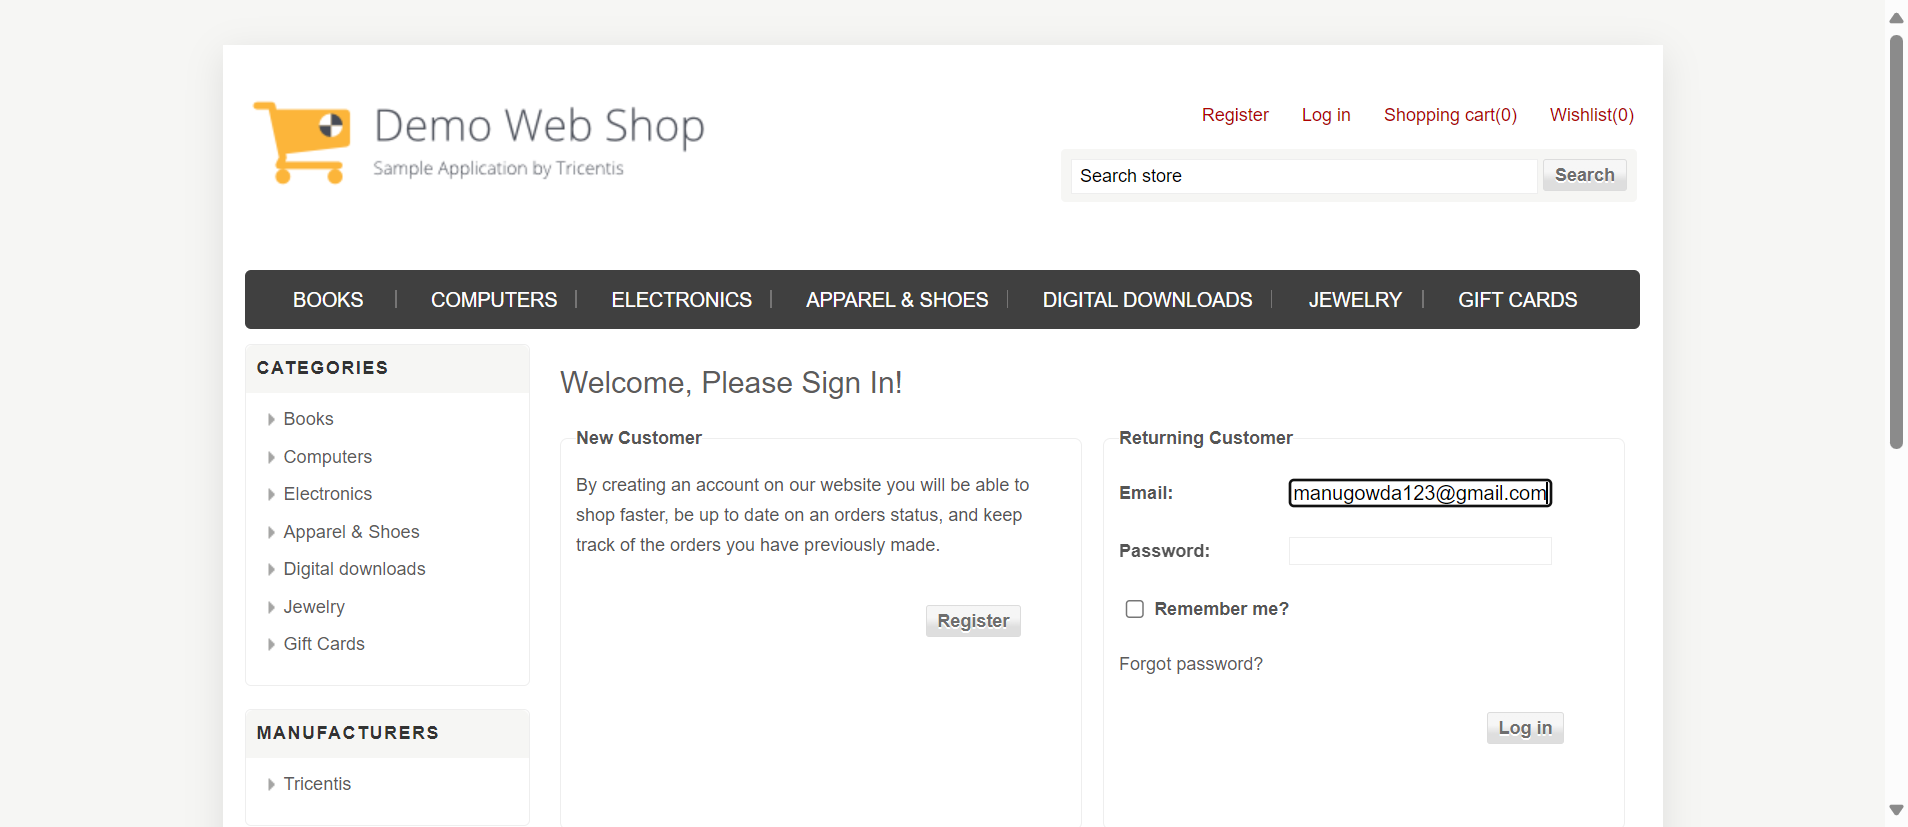 Demo Web Shop
Sample Application by Tricentis
Register Log in Shopping cart(0) Wishlist(0)
Search store Search
BOOKS COMPUTERS ELECTRONICS APPAREL & SHOES DIGITAL DOWNLOADS JEWELRY GIFT CARDS
CATEGORIES
Books
Computers
Electronics
Apparel & Shoes
Digital downloads
Jewelry
Gift Cards
MANUFACTURERS
Tricentis
Welcome, Please Sign In!
New Customer
By creating an account on our website you will be able to
shop faster, be up to date on an orders status, and keep
track of the orders you have previously made.
Register
Returning Customer
Email: manugowda123@gmail.com
Password:
Remember me?
Forgot password?
Log in